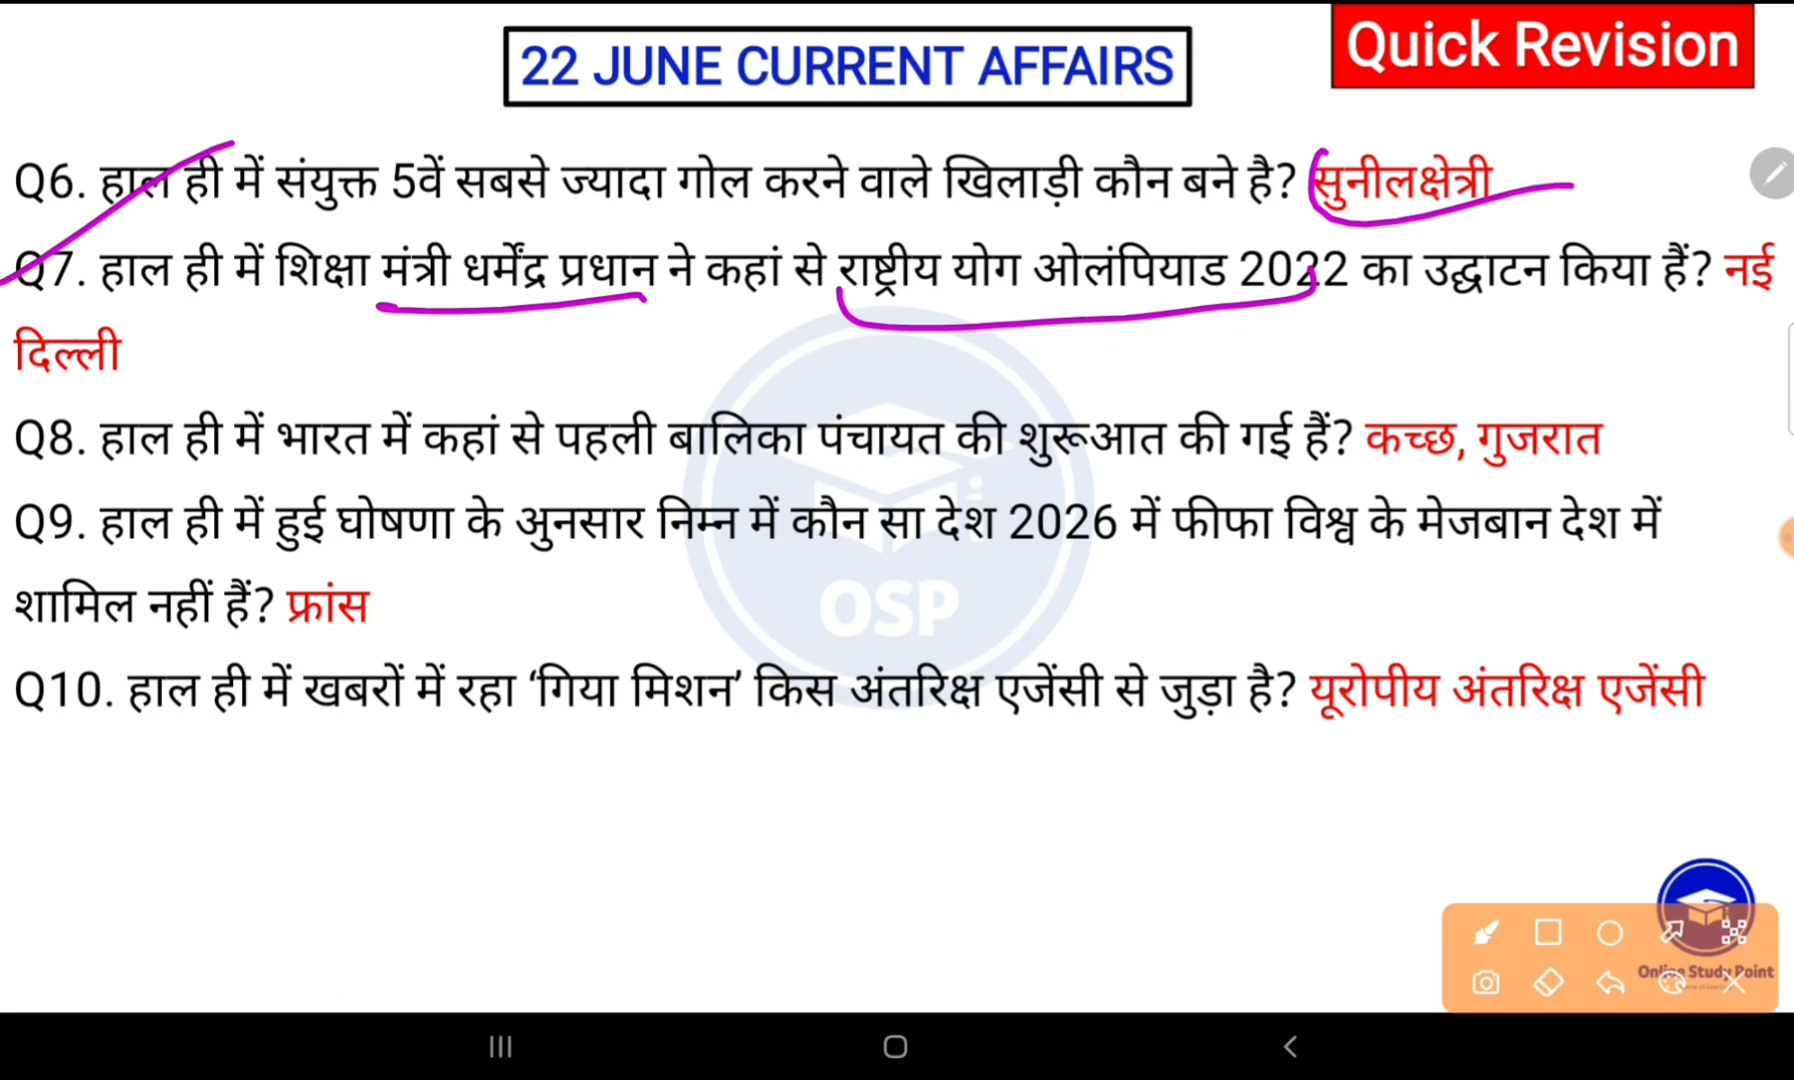 Quick Revision
22 JUNE CURRENT AFFAIRS
Q6. हाल ही में संयुक्त 5वें सबसे ज्यादा गोल करने वाले खिलाड़ी कौन बने है? सुनीलक्षेत्री
Q7. हाल ही में शिक्षा मंत्री धर्मेंद्र प्रधान ने कहां से राष्ट्रीय योग ओलंपियाड 2022 का उद्घाटन किया हैं? नई
दिल्ली
Q8. हाल ही में भारत में कहां से पहली बालिका पंचायत की शुरूआत की गई हैं? कच्छ, गुजरात
Q9. हाल ही में हुई घोषणा के अुनसार निम्न में कौन सा देश 2026 में फीफा विश्व के मेजबान देश में
शामिल नहीं हैं? फ्रांस
OSP
Q10. हाल ही में खबरों में रहा ‘गिया मिशन’ किस अंतरिक्ष एजेंसी से जुड़ा है? यूरोपीय अंतरिक्ष एजेंसी
Online Study Point